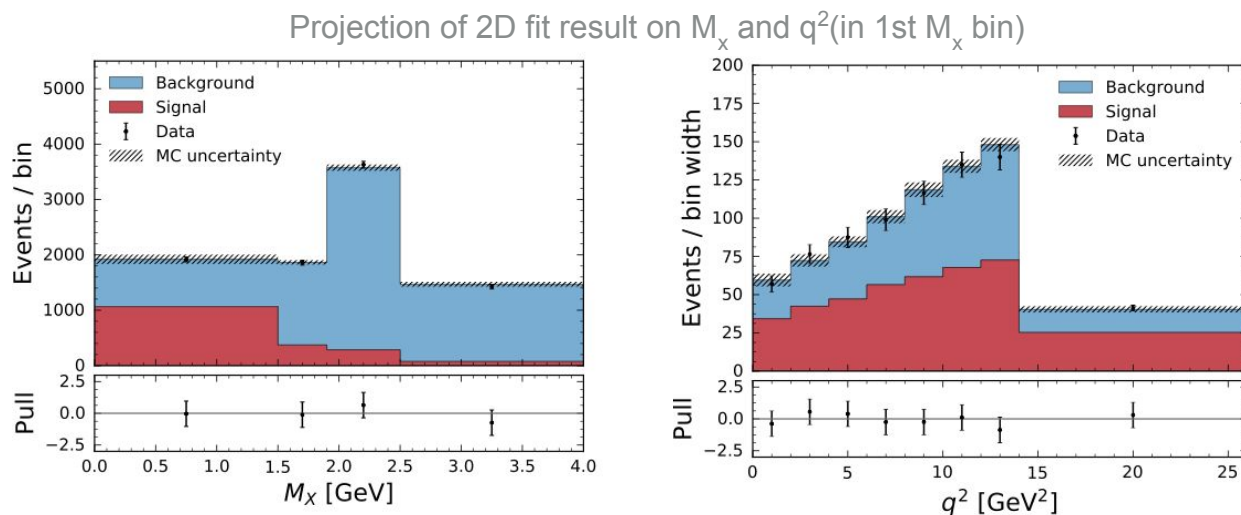 Projection of 2D fit result on Mx and q²(in 1st Mx bin)
Events / bin
5000
4000
3000
2000
1000
0
Background
Signal
Data
MC uncertainty
Pull
2.5
0.0
−2.5
0.0 0.5 1.0 1.5 2.0 2.5 3.0 3.5 4.0
M_X [GeV]
Events / bin width
200
175
150
125
100
75
50
25
0
Background
Signal
Data
MC uncertainty
Pull
2.5
0.0
−2.5
0 5 10 15 20 25
q² [GeV²]